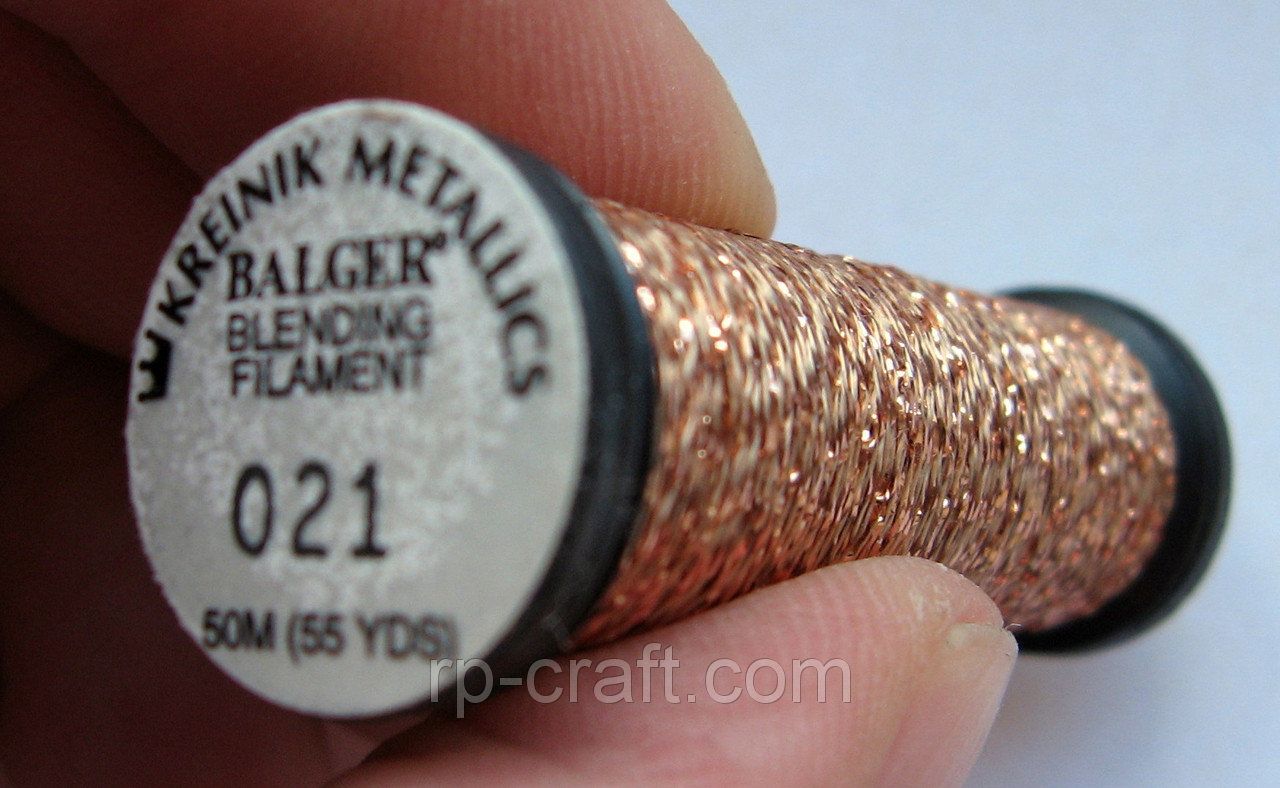 KREINIK METALLICS
BALGER®
BLENDING
FILAMENT
021
50M (55 YDS)
rp-craft.com